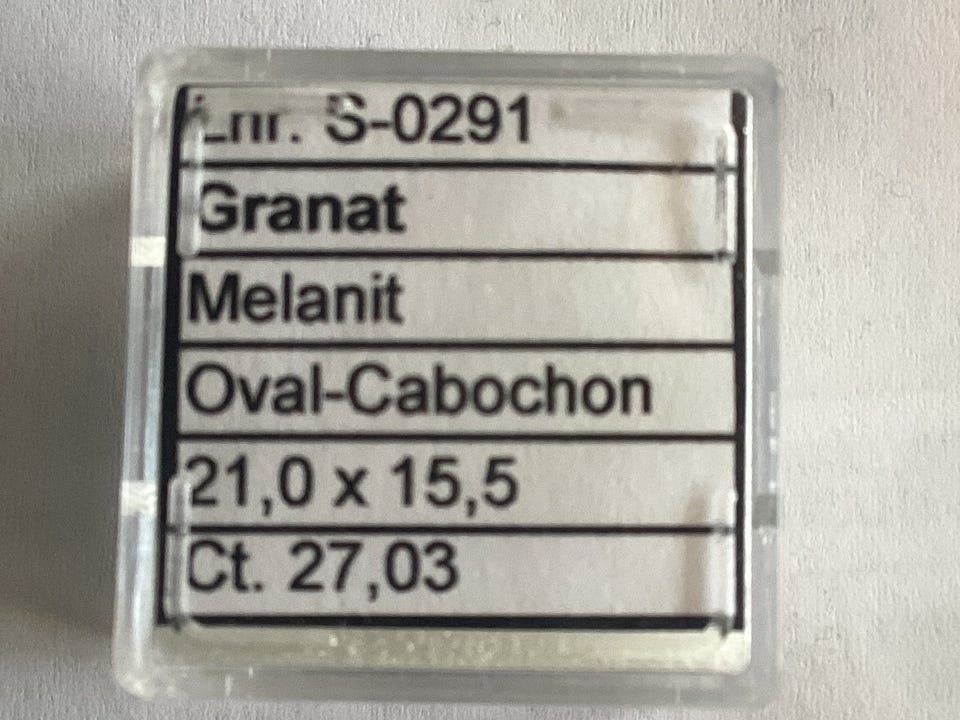 Lnr. S-0291
Granat
Melanit
Oval-Cabochon
21,0 x 15,5
Ct. 27,03